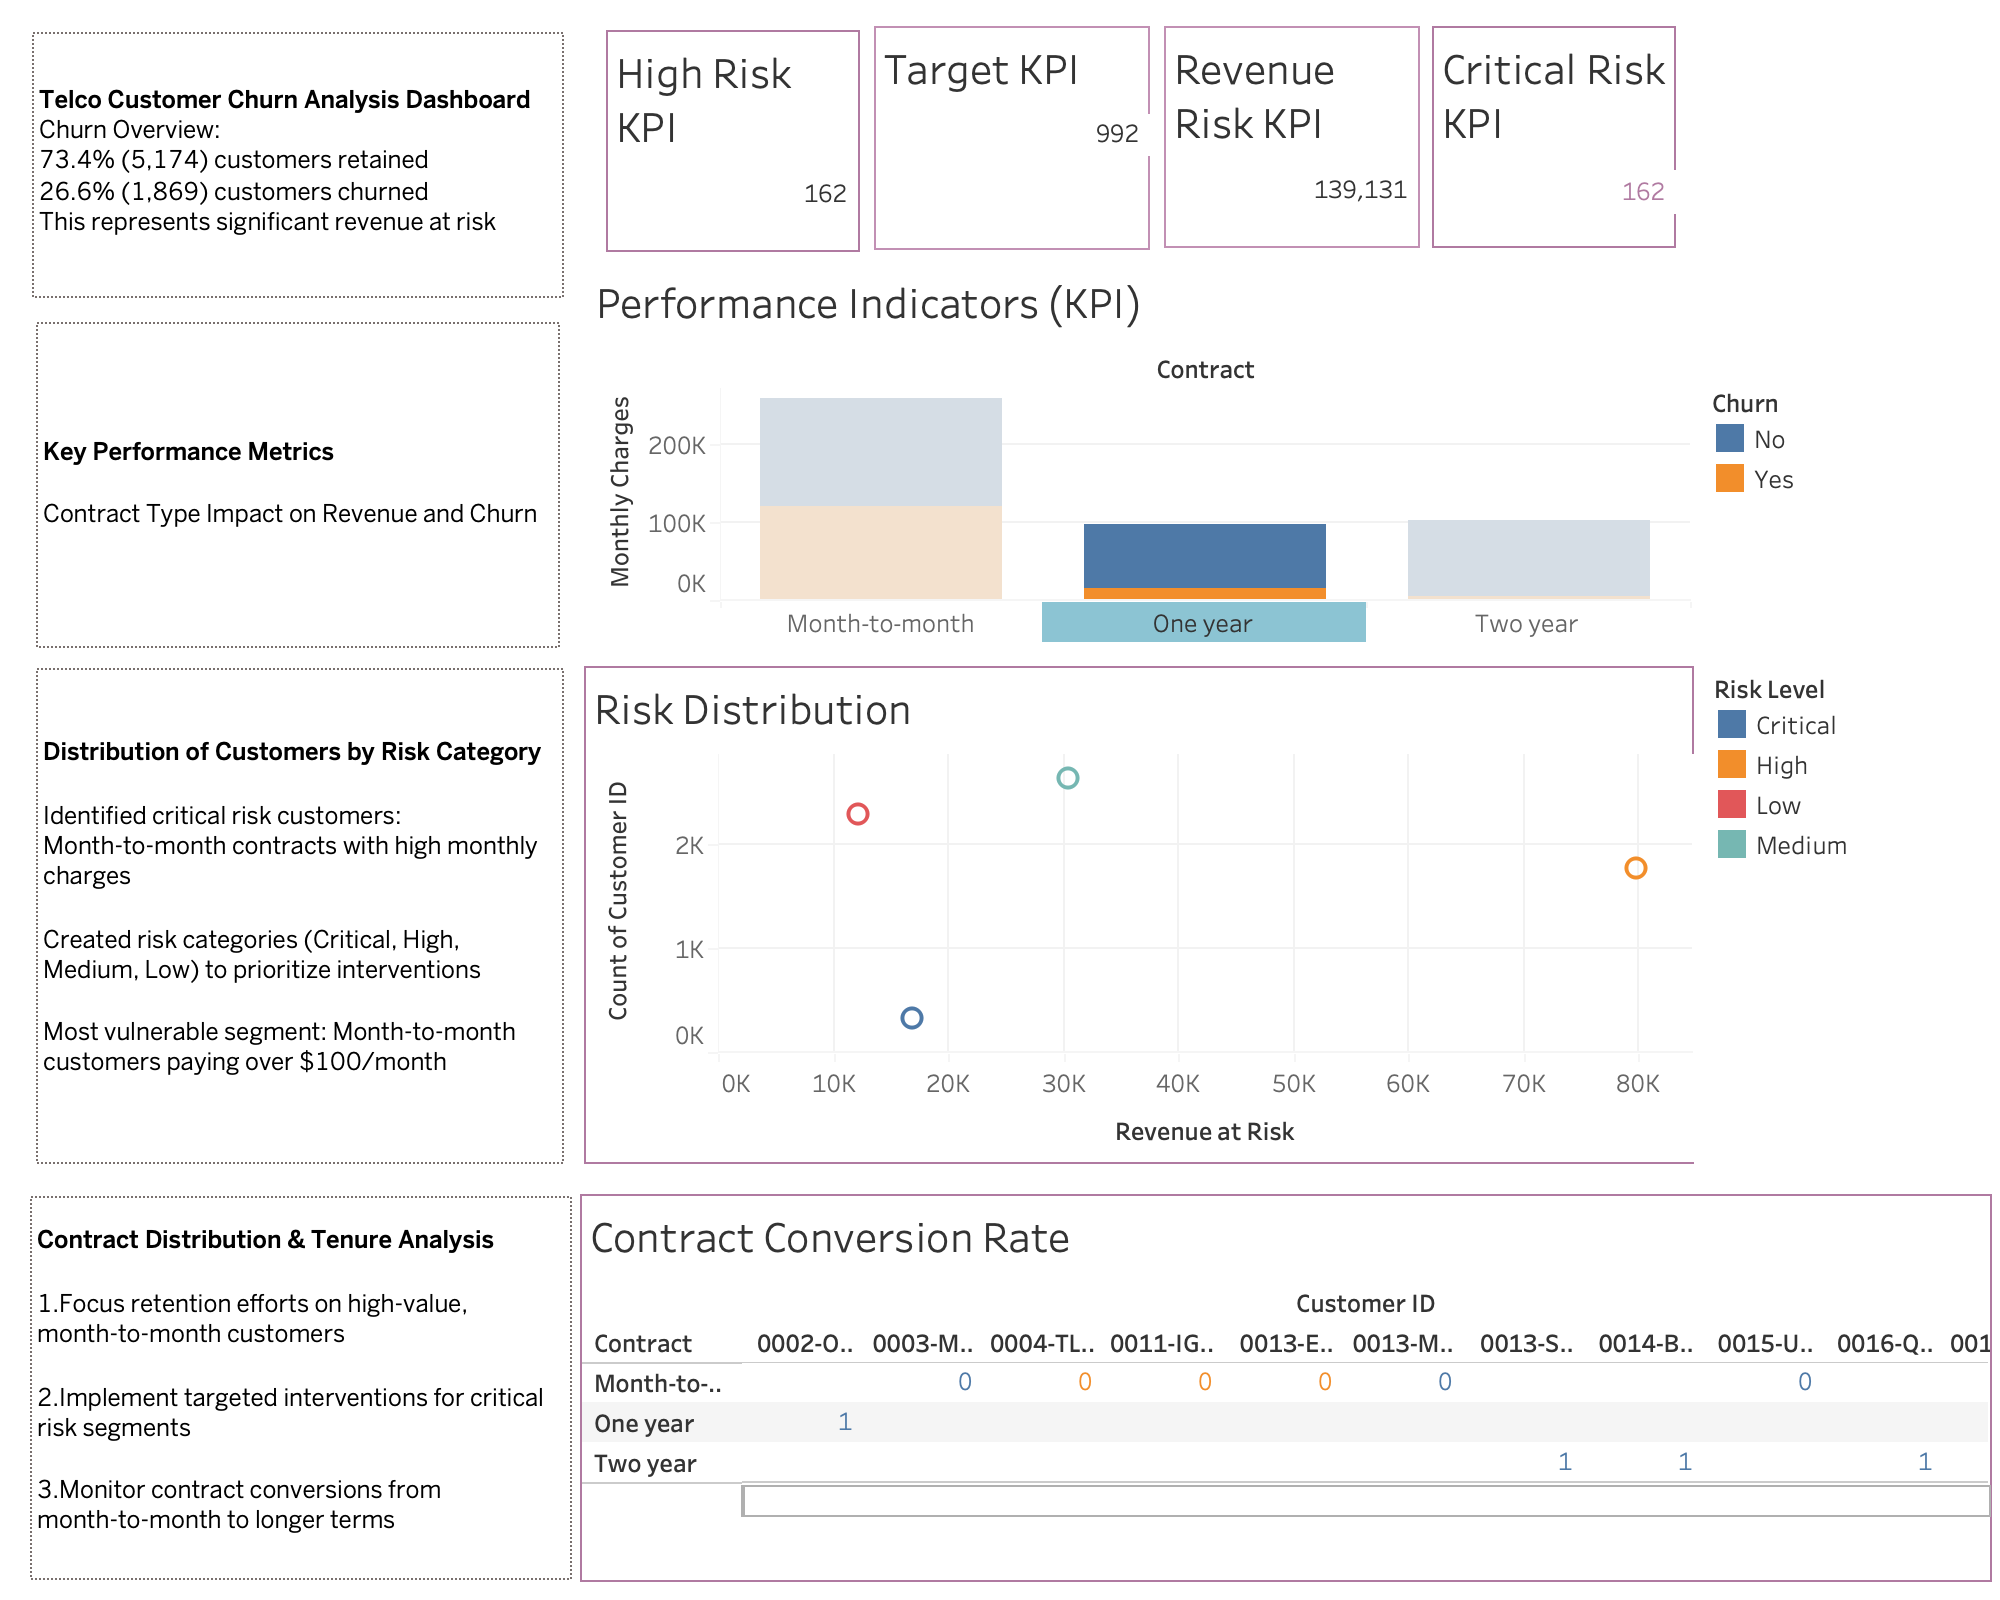 Telco Customer Churn Analysis Dashboard
Churn Overview:
73.4% (5,174) customers retained
26.6% (1,869) customers churned
This represents significant revenue at risk
High Risk
KPI
162
Target KPI
992
Revenue
Risk KPI
139,131
Critical Risk
KPI
162
Key Performance Metrics
Contract Type Impact on Revenue and Churn
Performance Indicators (KPI)
Contract
Monthly Charges
200K
100K
0K
Month-to-month
One year
Two year
Churn
No
Yes
Distribution of Customers by Risk Category
Identified critical risk customers:
Month-to-month contracts with high monthly
charges
Created risk categories (Critical, High,
Medium, Low) to prioritize interventions
Most vulnerable segment: Month-to-month
customers paying over $100/month
Risk Distribution
Count of Customer ID
2K
1K
0K
0K 10K 20K 30K 40K 50K 60K 70K 80K
Revenue at Risk
Risk Level
Critical
High
Low
Medium
Contract Distribution & Tenure Analysis
1.Focus retention efforts on high-value,
month-to-month customers
2.Implement targeted interventions for critical
risk segments
3.Monitor contract conversions from
month-to-month to longer terms
Contract Conversion Rate
Customer ID
Contract 0002-O.. 0003-M.. 0004-TL.. 0011-IG.. 0013-E.. 0013-M.. 0013-S.. 0014-B.. 0015-U.. 0016-Q.. 001
Month-to-.. 0 0 0 0 0 0
One year 1
Two year 1 1 1